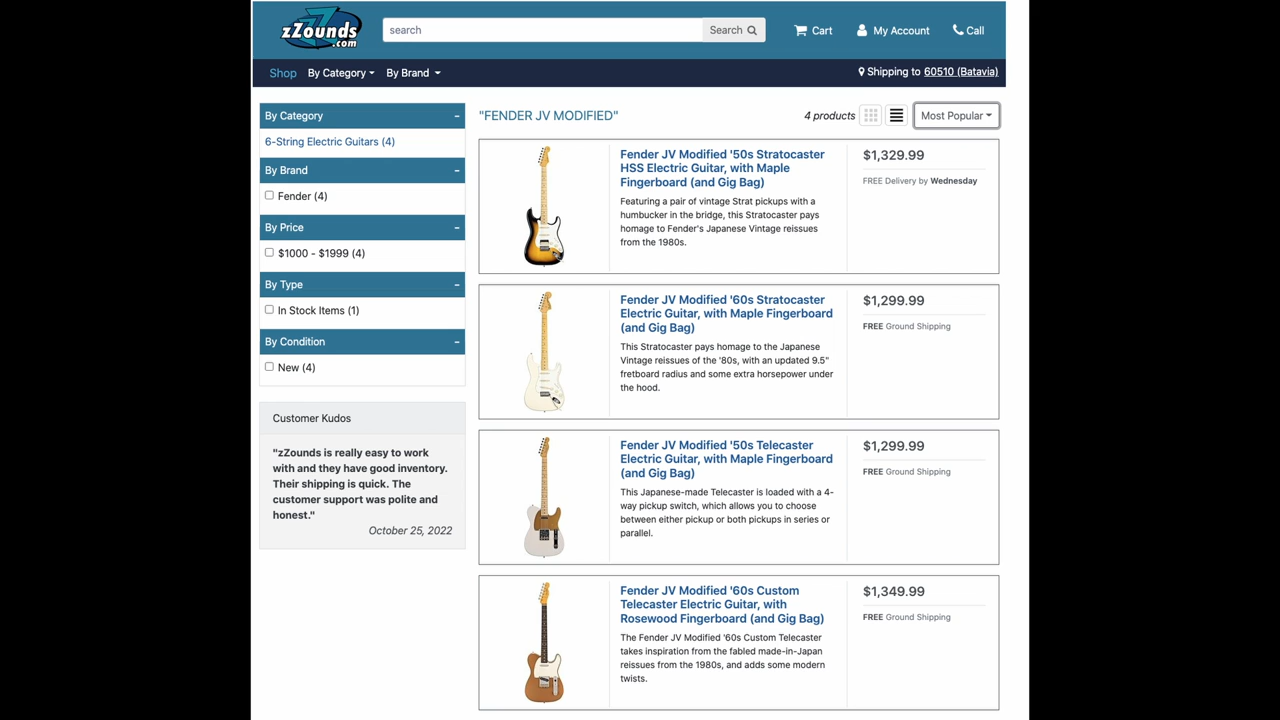 zZounds
.com
search
Search
Cart
My Account
Call
Shop
By Category
By Brand
Shipping to 60510 (Batavia)
By Category –
6-String Electric Guitars (4)
By Brand –
Fender (4)
By Price –
$1000 - $1999 (4)
By Type –
In Stock Items (1)
By Condition –
New (4)
Customer Kudos
"zZounds is really easy to work
with and they have good inventory.
Their shipping is quick. The
customer support was polite and
honest."
October 25, 2022
"FENDER JV MODIFIED"
4 products
Most Popular
Fender JV Modified '50s Stratocaster
HSS Electric Guitar, with Maple
Fingerboard (and Gig Bag)
Featuring a pair of vintage Strat pickups with a
humbucker in the bridge, this Stratocaster pays
homage to Fender's Japanese Vintage reissues
from the 1980s.
$1,329.99
FREE Delivery by Wednesday
Fender JV Modified '60s Stratocaster
Electric Guitar, with Maple Fingerboard
(and Gig Bag)
This Stratocaster pays homage to the Japanese
Vintage reissues of the '80s, with an updated 9.5"
fretboard radius and some extra horsepower under
the hood.
$1,299.99
FREE Ground Shipping
Fender JV Modified '50s Telecaster
Electric Guitar, with Maple Fingerboard
(and Gig Bag)
This Japanese-made Telecaster is loaded with a 4-
way pickup switch, which allows you to choose
between either pickup or both pickups in series or
parallel.
$1,299.99
FREE Ground Shipping
Fender JV Modified '60s Custom
Telecaster Electric Guitar, with
Rosewood Fingerboard (and Gig Bag)
The Fender JV Modified '60s Custom Telecaster
takes inspiration from the fabled made-in-Japan
reissues from the 1980s, and adds some modern
twists.
$1,349.99
FREE Ground Shipping